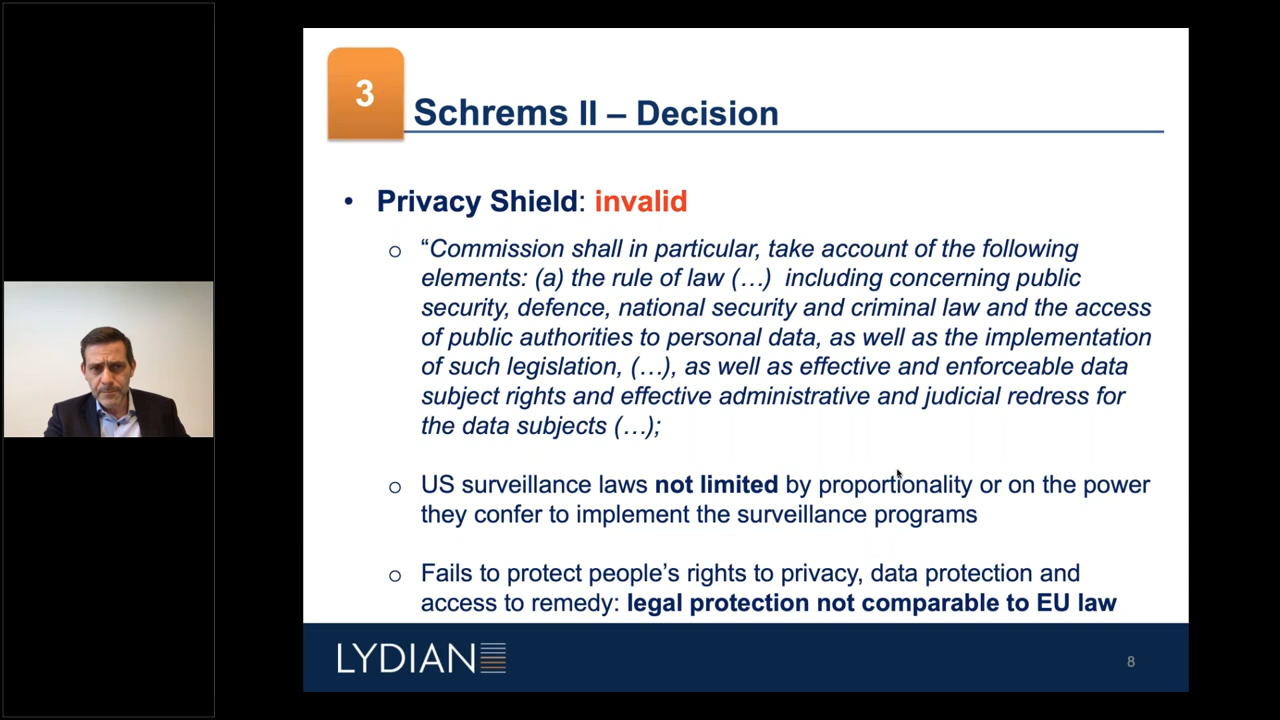 3
Schrems II – Decision
• Privacy Shield: invalid
o “Commission shall in particular, take account of the following
elements: (a) the rule of law (…) including concerning public
security, defence, national security and criminal law and the access
of public authorities to personal data, as well as the implementation
of such legislation, (…), as well as effective and enforceable data
subject rights and effective administrative and judicial redress for
the data subjects (…);
o US surveillance laws not limited by proportionality or on the power
they confer to implement the surveillance programs
o Fails to protect people’s rights to privacy, data protection and
access to remedy: legal protection not comparable to EU law
LYDIAN
8